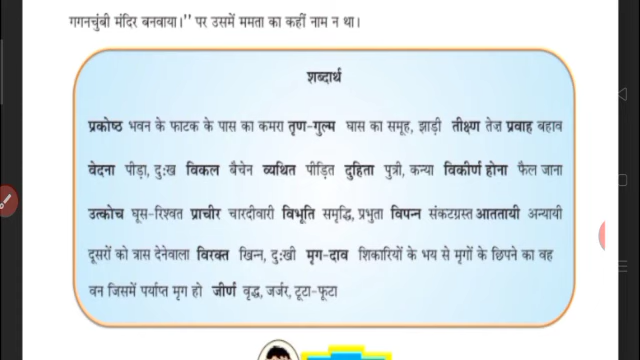 गगनचुंबी मंदिर बनवाया।” पर उसमें ममता का कहीं नाम न था।
शब्दार्थ
प्रकोष्ठ भवन के फाटक के पास का कमरा तृण-गुल्म घास का समूह, झाड़ी तीक्ष्ण तेज़ प्रवाह बहाव
वेदना पीड़ा, दुःख विकल बैचेन व्यथित पीड़ित दुहिता पुत्री, कन्या विकीर्ण होना फैल जाना
उत्कोच घूस-रिश्वत प्राचीर चारदीवारी विभूति समृद्धि, प्रभुता विपन्न संकटग्रस्त आततायी अन्यायी
दूसरों को त्रास देनेवाला विरक्त खिन्न, दुःखी मृग-दाव शिकारियों के भय से मृगों के छिपने का वह
वन जिसमें पर्याप्त मृग हो जीर्ण वृद्ध, जर्जर, टूटा-फूटा